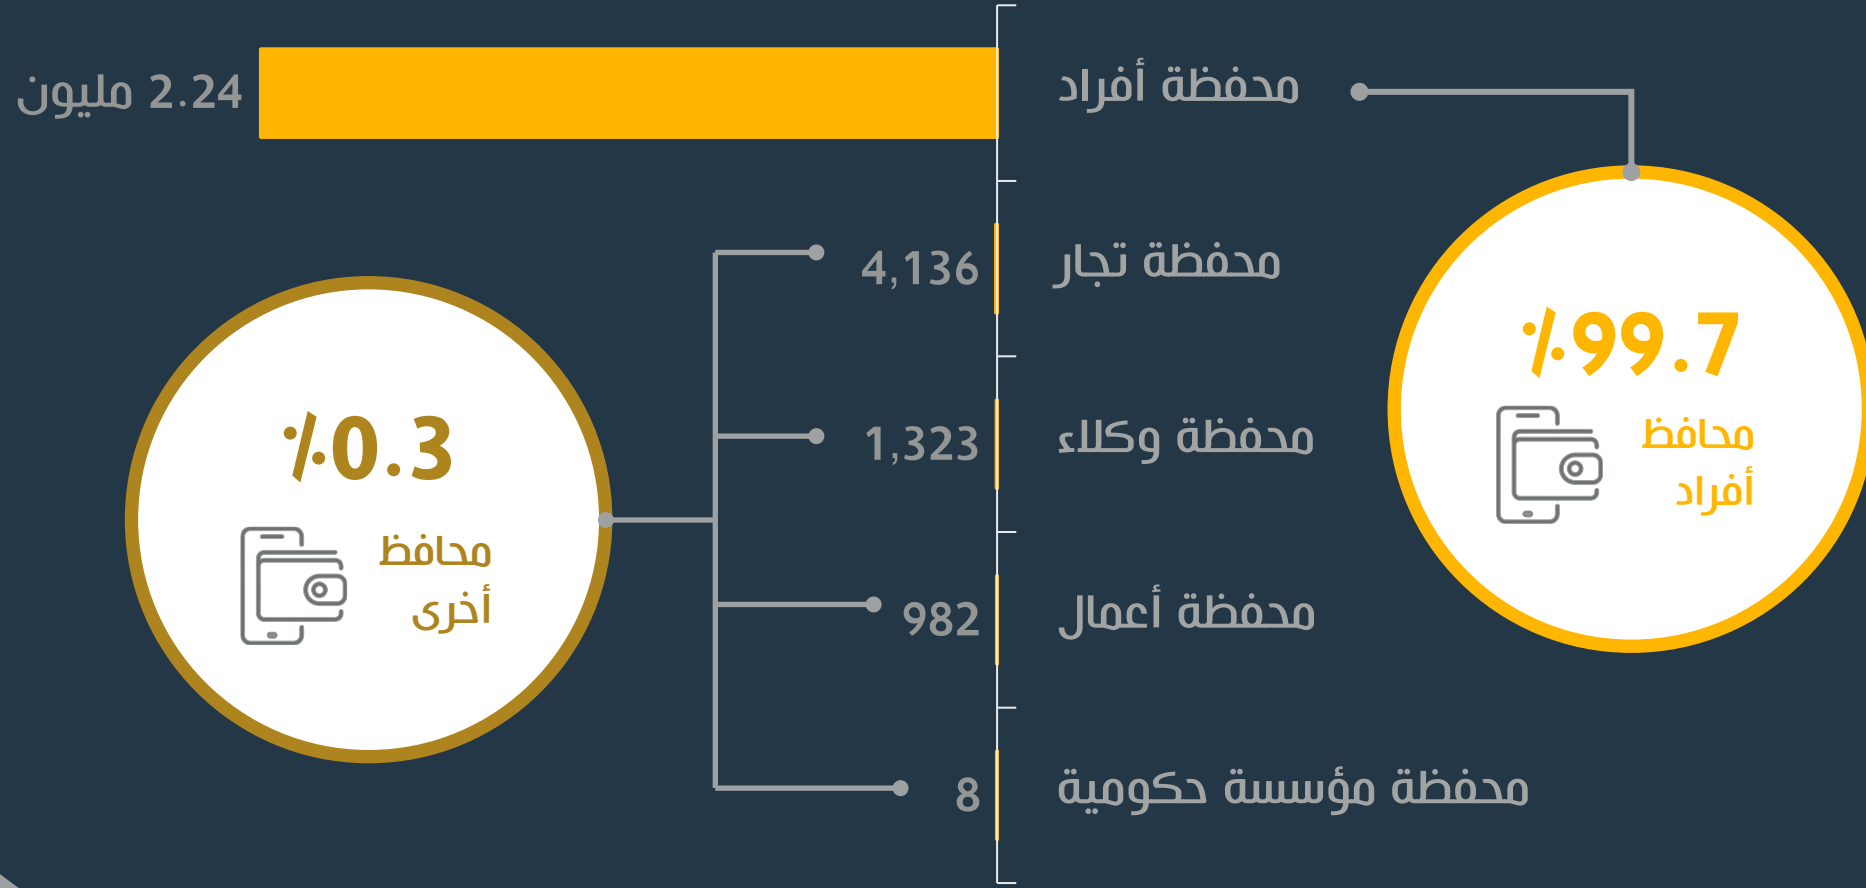 محفظة أفراد
2.24 مليون
محفظة تجار
4,136
محفظة وكلاء
1,323
محفظة أعمال
982
محفظة مؤسسة حكومية
8
٪99.7
محافظ
أفراد
٪0.3
محافظ
أخرى